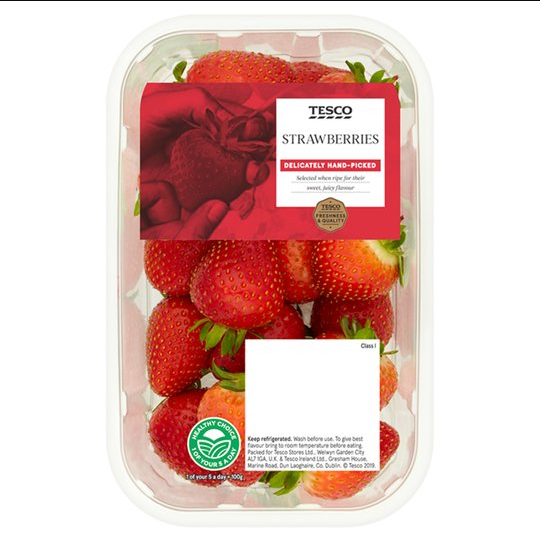 TESCO
STRAWBERRIES
DELICATELY HAND-PICKED
Selected when ripe for their
sweet, juicy flavour
TESCO
FRESHNESS
& QUALITY
Class I
Keep refrigerated. Wash before use. To give best
flavour bring to room temperature before eating.
Packed for Tesco Stores Ltd., Welwyn Garden City
AL7 1GA, U.K. & Tesco Ireland Ltd., Gresham House,
Marine Road, Dun Laoghaire, Co. Dublin. © Tesco 2019.
HEALTHY CHOICE
1 OF YOUR 5 A DAY
1 of your 5 a day = 100g